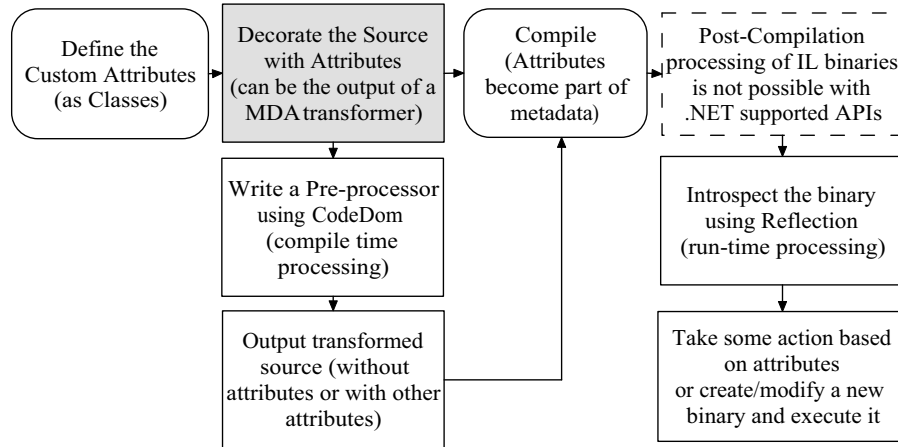 Define the
Custom Attributes
(as Classes)
Decorate the Source
with Attributes
(can be the output of a
MDA transformer)
Compile
(Attributes
become part of
metadata)
Post-Compilation
processing of IL binaries
is not possible with
.NET supported APIs
Write a Pre-processor
using CodeDom
(compile time
processing)
Introspect the binary
using Reflection
(run-time processing)
Output transformed
source (without
attributes or with other
attributes)
Take some action based
on attributes
or create/modify a new
binary and execute it